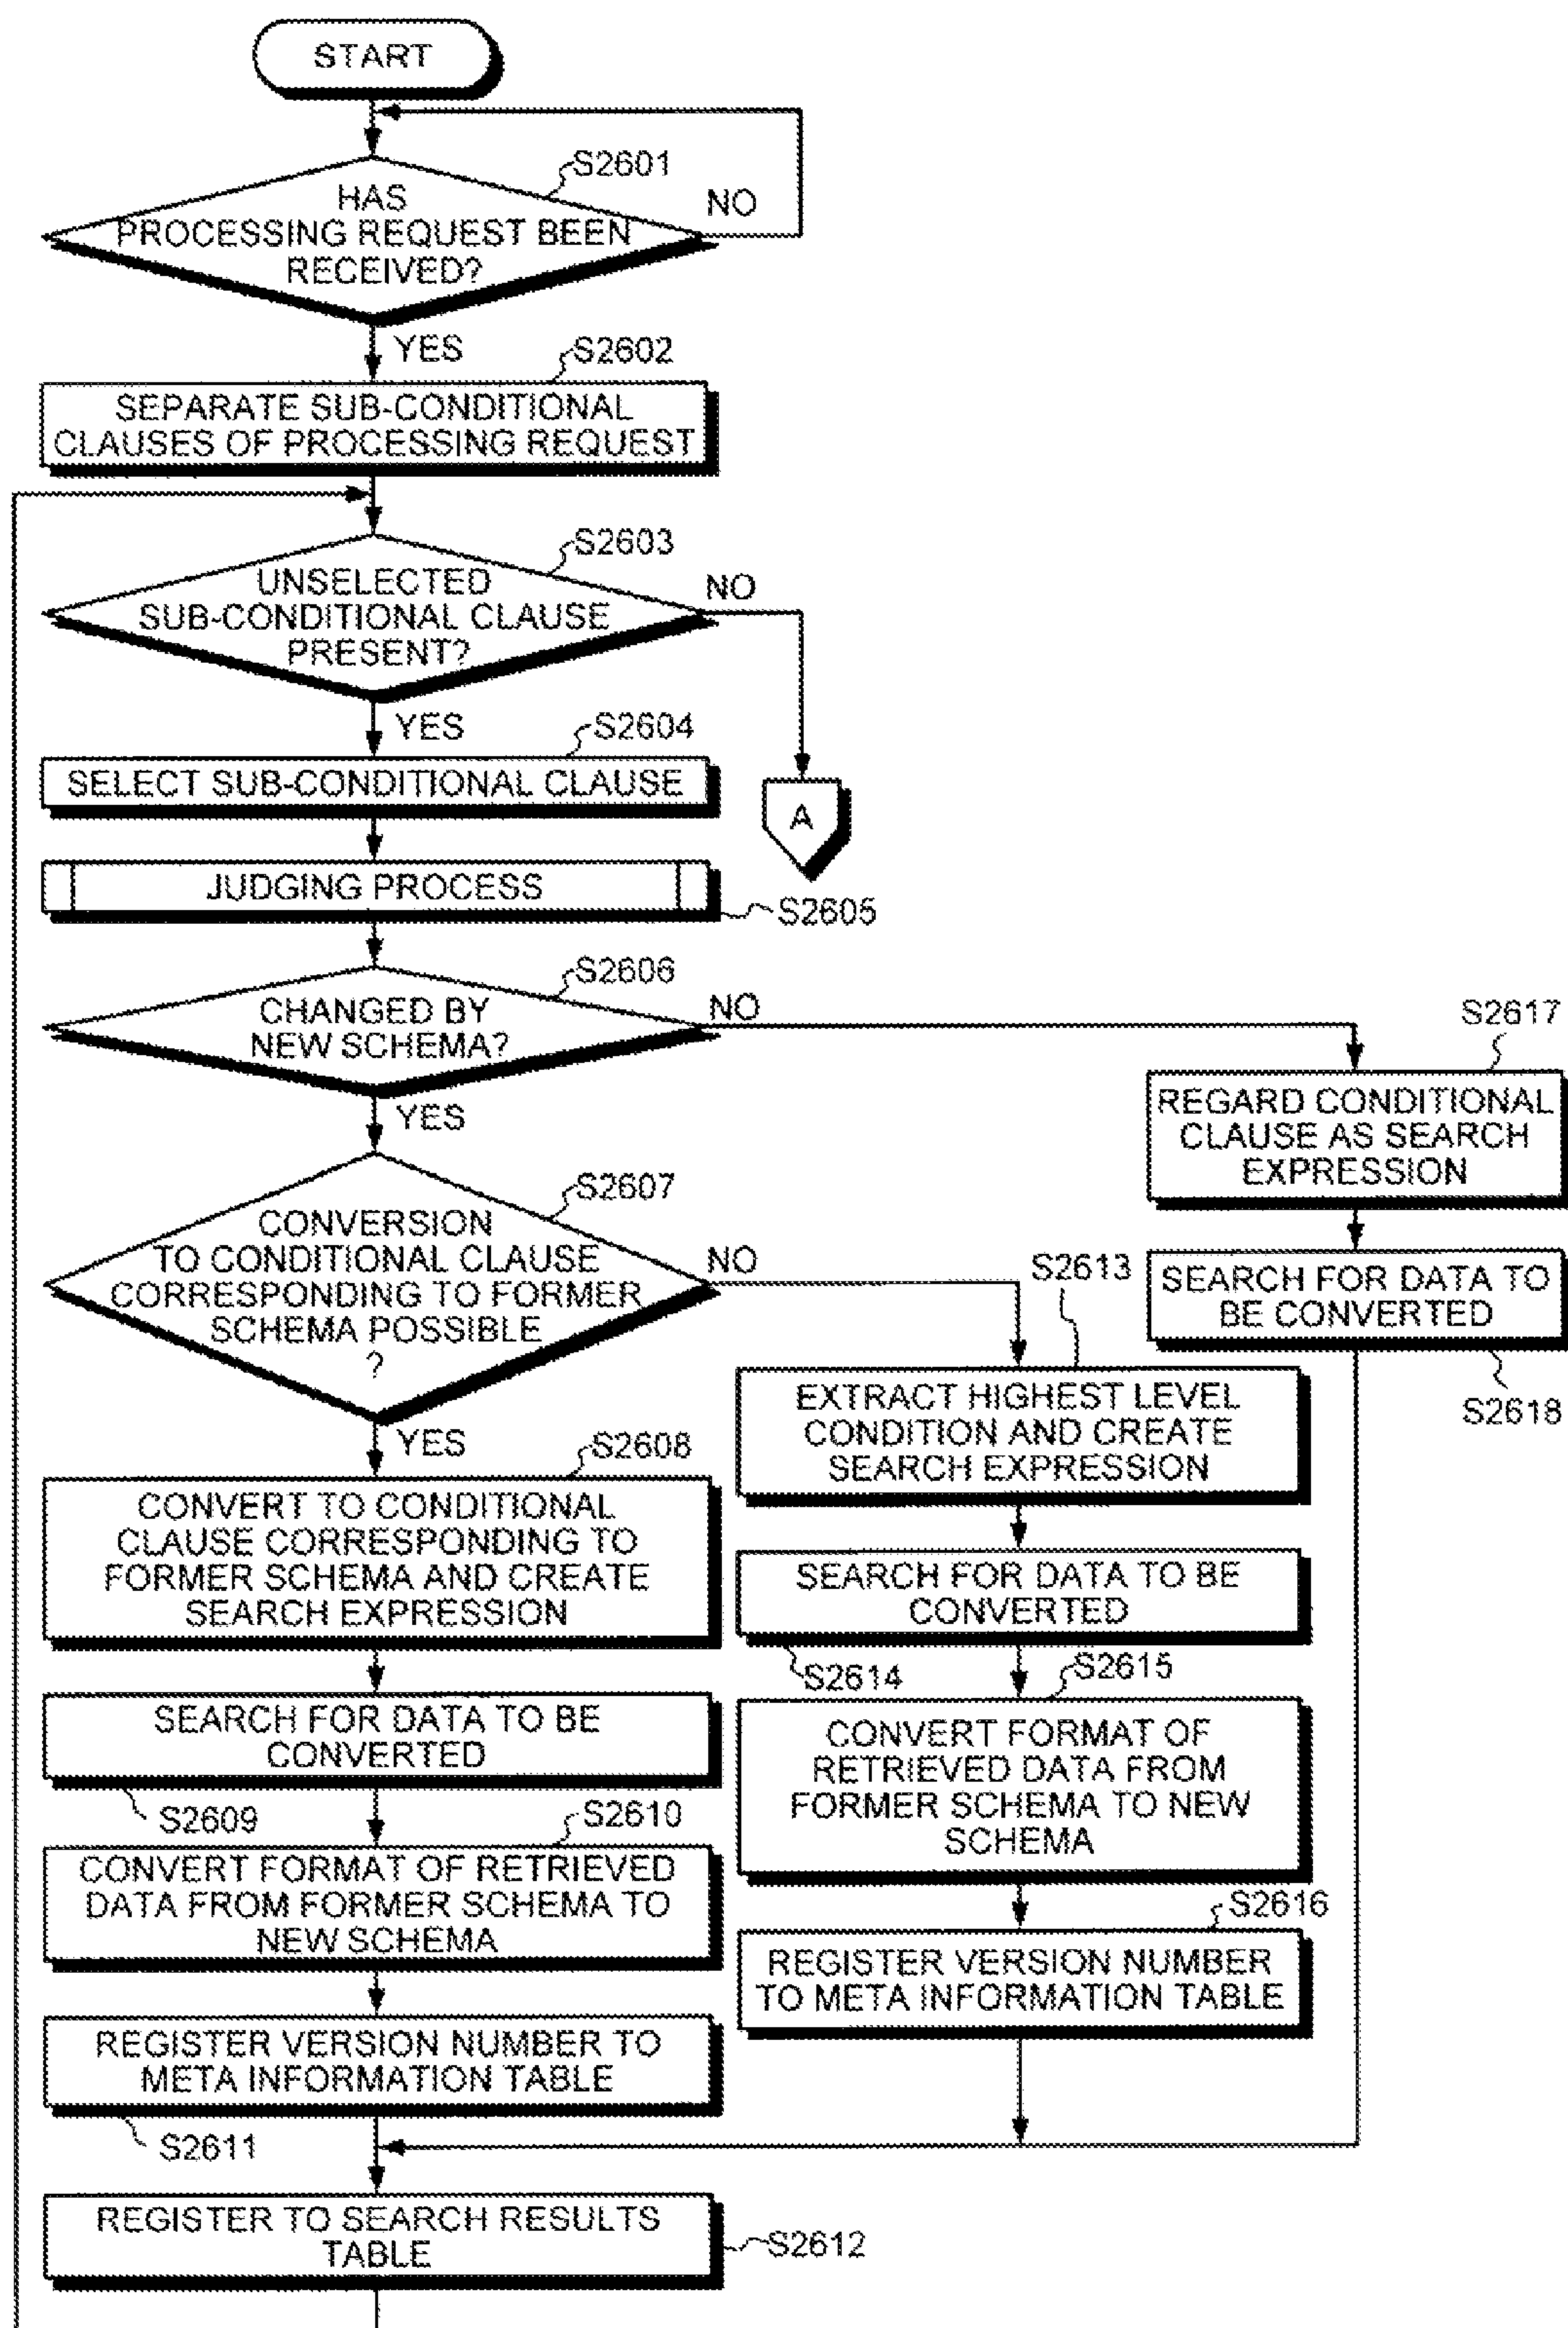 START
S2601
HAS
PROCESSING REQUEST BEEN
RECEIVED?
NO
YES
S2602
SEPARATE SUB-CONDITIONAL
CLAUSES OF PROCESSING REQUEST
S2603
UNSELECTED
SUB-CONDITIONAL CLAUSE
PRESENT?
NO
YES
S2604
SELECT SUB-CONDITIONAL CLAUSE
A
JUDGING PROCESS
S2605
S2606
CHANGED BY
NEW SCHEMA?
NO
YES
S2617
REGARD CONDITIONAL
CLAUSE AS SEARCH
EXPRESSION
SEARCH FOR DATA TO
BE CONVERTED
S2618
S2607
CONVERSION
TO CONDITIONAL CLAUSE
CORRESPONDING TO FORMER
SCHEMA POSSIBLE
?
NO
YES
S2613
EXTRACT HIGHEST LEVEL
CONDITION AND CREATE
SEARCH EXPRESSION
SEARCH FOR DATA TO BE
CONVERTED
S2614
S2615
CONVERT FORMAT OF
RETRIEVED DATA FROM
FORMER SCHEMA TO NEW
SCHEMA
S2616
REGISTER VERSION NUMBER
TO META INFORMATION TABLE
S2608
CONVERT TO CONDITIONAL
CLAUSE CORRESPONDING TO
FORMER SCHEMA AND CREATE
SEARCH EXPRESSION
SEARCH FOR DATA TO BE
CONVERTED
S2609
S2610
CONVERT FORMAT OF RETRIEVED
DATA FROM FORMER SCHEMA TO
NEW SCHEMA
REGISTER VERSION NUMBER TO
META INFORMATION TABLE
S2611
REGISTER TO SEARCH RESULTS
TABLE
S2612